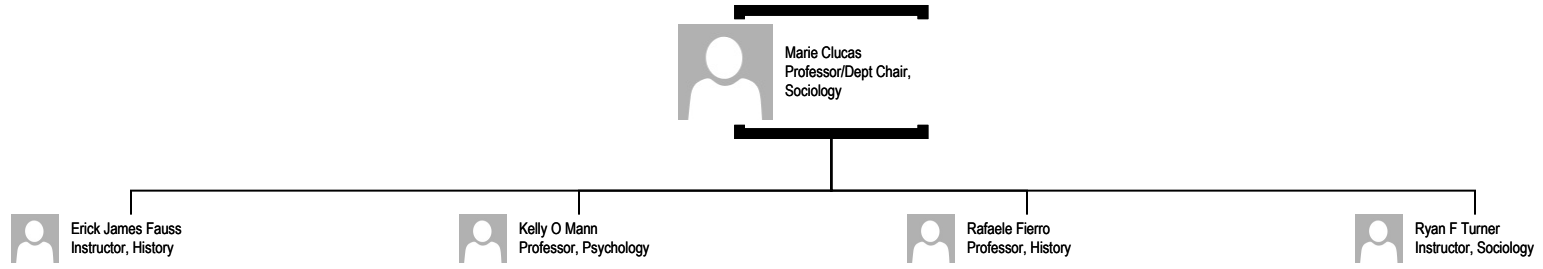 Marie Clucas
Professor/Dept Chair,
Sociology
Erick James Fauss
Instructor, History
Kelly O Mann
Professor, Psychology
Rafaele Fierro
Professor, History
Ryan F Turner
Instructor, Sociology